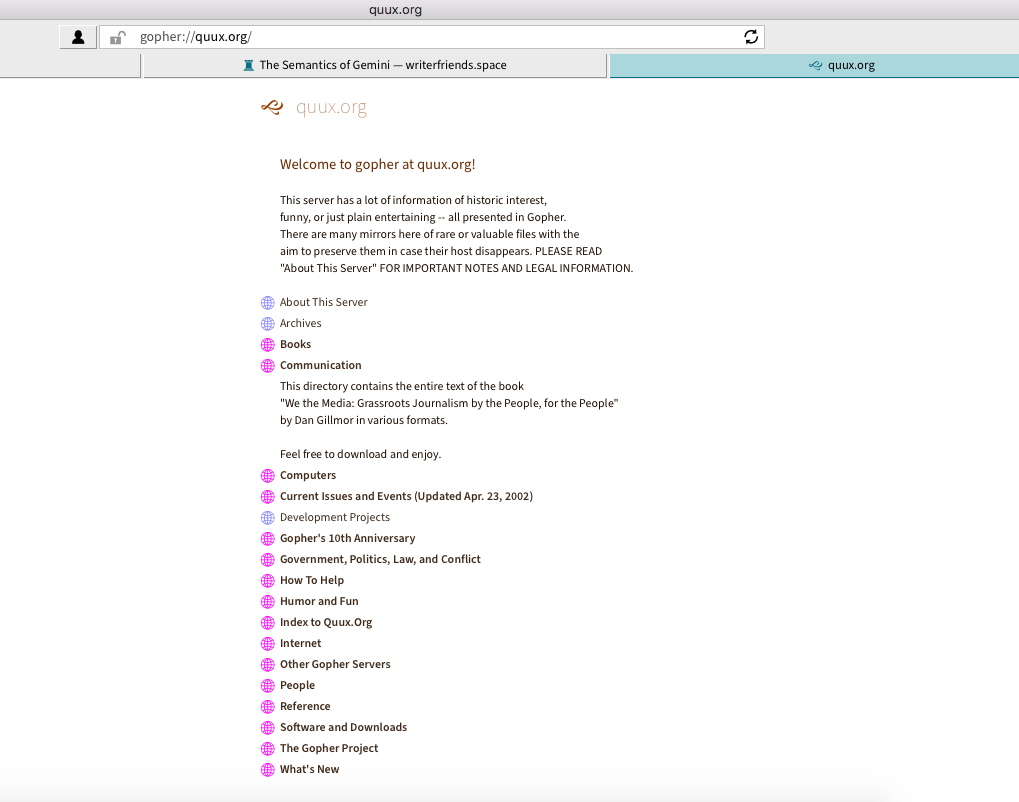 quux.org
gopher://quux.org/
The Semantics of Gemini — writerfriends.space
quux.org
quux.org
Welcome to gopher at quux.org!
This server has a lot of information of historic interest,
funny, or just plain entertaining -- all presented in Gopher.
There are many mirrors here of rare or valuable files with the
aim to preserve them in case their host disappears. PLEASE READ
"About This Server" FOR IMPORTANT NOTES AND LEGAL INFORMATION.
About This Server
Archives
Books
Communication
This directory contains the entire text of the book
"We the Media: Grassroots Journalism by the People, for the People"
by Dan Gillmor in various formats.
Feel free to download and enjoy.
Computers
Current Issues and Events (Updated Apr. 23, 2002)
Development Projects
Gopher's 10th Anniversary
Government, Politics, Law, and Conflict
How To Help
Humor and Fun
Index to Quux.Org
Internet
Other Gopher Servers
People
Reference
Software and Downloads
The Gopher Project
What's New